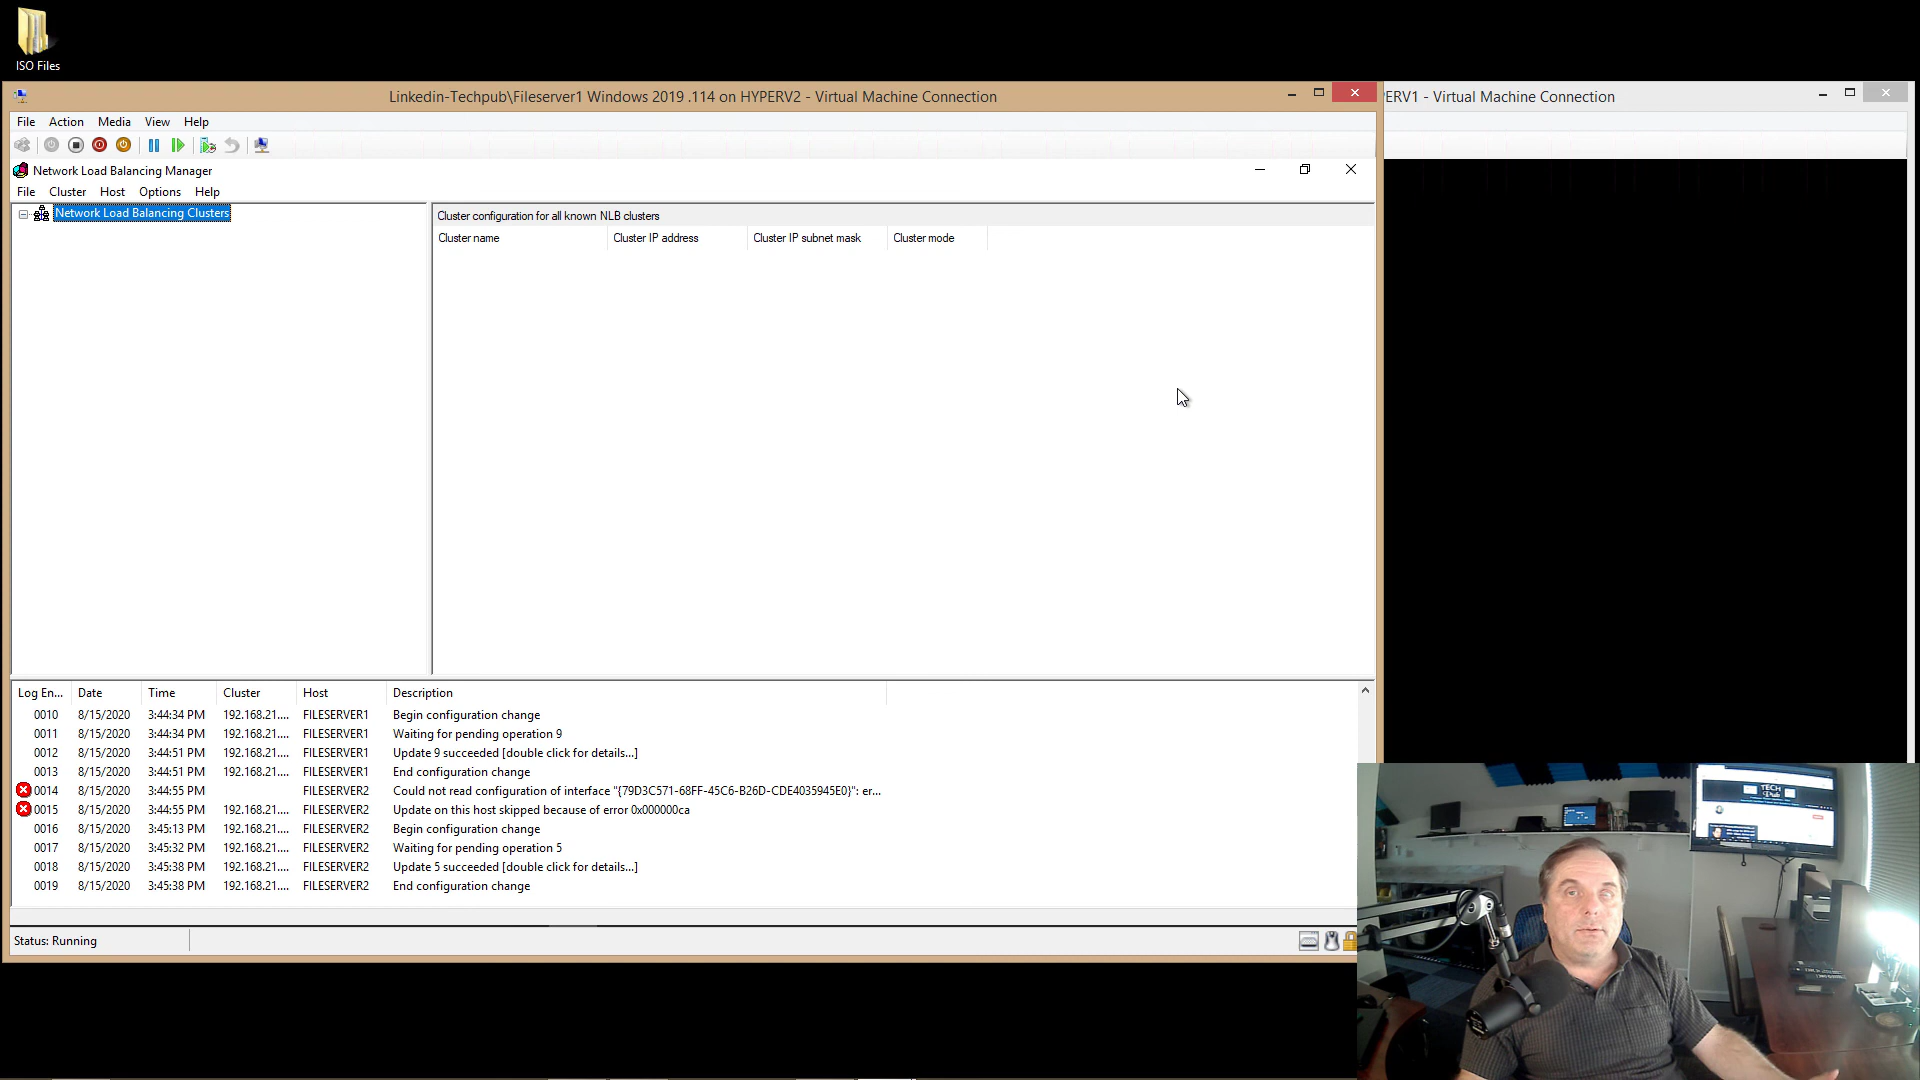 ISO Files
Linkedin-Techpub\Fileserver1 Windows 2019 .114 on HYPERV2 - Virtual Machine Connection
ERV1 - Virtual Machine Connection
File Action Media View Help
Network Load Balancing Manager
File Cluster Host Options Help
Network Load Balancing Clusters
Cluster configuration for all known NLB clusters
Cluster name Cluster IP address Cluster IP subnet mask Cluster mode
Log En... Date Time Cluster Host Description
0010 8/15/2020 3:44:34 PM 192.168.21.... FILESERVER1 Begin configuration change
0011 8/15/2020 3:44:34 PM 192.168.21.... FILESERVER1 Waiting for pending operation 9
0012 8/15/2020 3:44:51 PM 192.168.21.... FILESERVER1 Update 9 succeeded [double click for details...]
0013 8/15/2020 3:44:51 PM 192.168.21.... FILESERVER1 End configuration change
0014 8/15/2020 3:44:55 PM FILESERVER2 Could not read configuration of interface "{79D3C571-68FF-45C6-B26D-CDE4035945E0}": er...
0015 8/15/2020 3:44:55 PM 192.168.21.... FILESERVER2 Update on this host skipped because of error 0x000000ca
0016 8/15/2020 3:45:13 PM 192.168.21.... FILESERVER2 Begin configuration change
0017 8/15/2020 3:45:32 PM 192.168.21.... FILESERVER2 Waiting for pending operation 5
0018 8/15/2020 3:45:38 PM 192.168.21.... FILESERVER2 Update 5 succeeded [double click for details...]
0019 8/15/2020 3:45:38 PM 192.168.21.... FILESERVER2 End configuration change
TECH
Pub
Status: Running